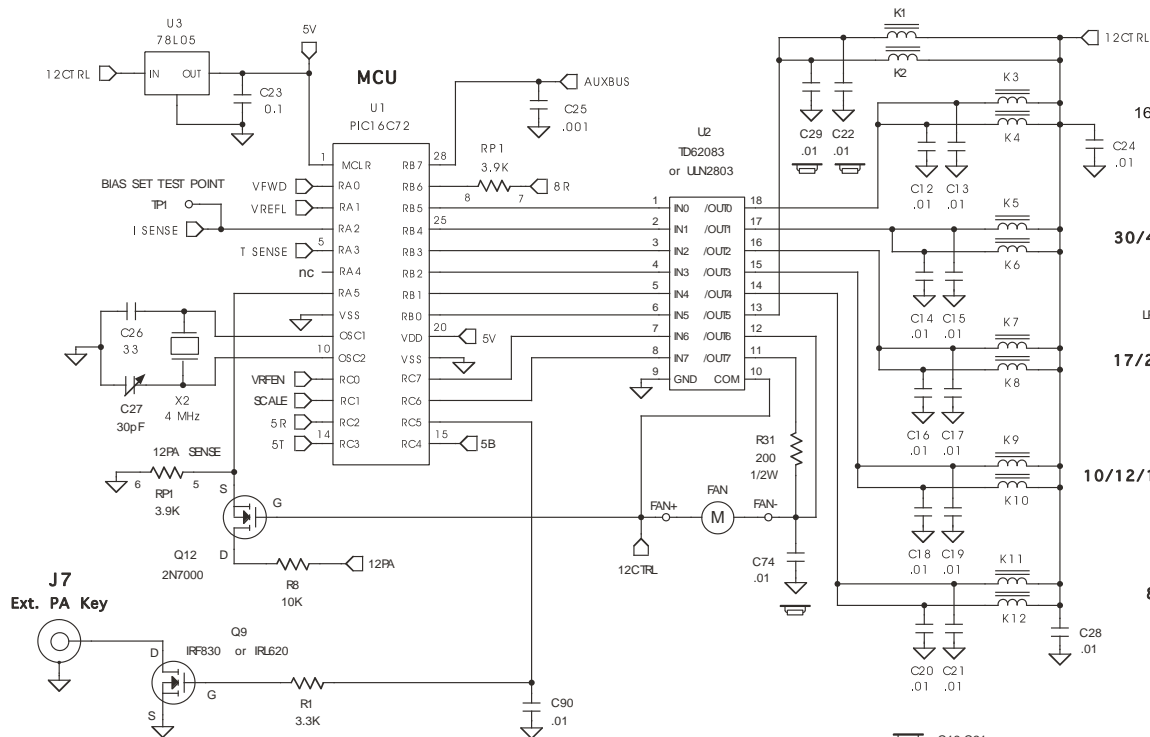 U3
78L05
5V
12CTRL
IN
OUT
C23
0.1
MCU
U1
PIC16C72
AUXBUS
C25
.001
RP1
3.9K
8
7
8R
BIAS SET TEST POINT
TP1
VFWD
VREFL
I SENSE
T SENSE
nc
1
MCLR
RA0
RA1
RA2
5
RA3
RA4
RA5
VSS
OSC1
10
OSC2
RC0
RC1
RC2
14
RC3
28
RB7
RB6
RB5
25
RB4
RB3
RB2
RB1
RB0
20
VDD
VSS
RC7
RC6
RC5
15
RC4
5V
5B
VRFEN
SCALE
5R
5T
C26
33
C27
30pF
X2
4 MHz
12PA SENSE
6
5
RP1
3.9K
S
G
D
Q12
2N7000
R8
10K
12PA
J7
Ext. PA Key
D
G
S
Q9
IRF830 or IRL620
R1
3.3K
C90
.01
U2
TD62083
or ULN2803
1
IN0
/OUT0
18
2
IN1
/OUT1
17
3
IN2
/OUT2
16
4
IN3
/OUT3
15
5
IN4
/OUT4
14
6
IN5
/OUT5
13
7
IN6
/OUT6
12
8
IN7
/OUT7
11
9
GND
COM
10
R31
200
1/2W
FAN+
FAN
M
FAN-
12CTRL
C74
.01
K1
K2
12CTRL
C29
.01
C22
.01
K3
K4
C24
.01
C12
.01
C13
.01
K5
K6
C14
.01
C15
.01
K7
K8
C16
.01
C17
.01
K9
K10
C18
.01
C19
.01
K11
K12
C20
.01
C21
.01
C28
.01
16
30/4
17/2
10/12/1
8